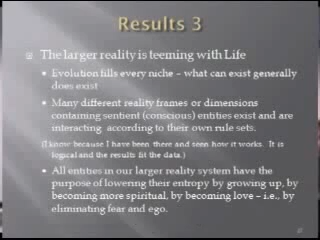 Results 3
The larger reality is teeming with Life
Evolution fills every niche – what can exist generally
does exist
Many different reality frames or dimensions
containing sentient (conscious) entities exist and are
interacting according to their own rule sets.
(I know because I have been there and seen how it works. It is
logical and the results fit the data.)
All entities in our larger reality system have the
purpose of lowering their entropy by growing up, by
becoming more spiritual, by becoming love – i.e., by
eliminating fear and ego.